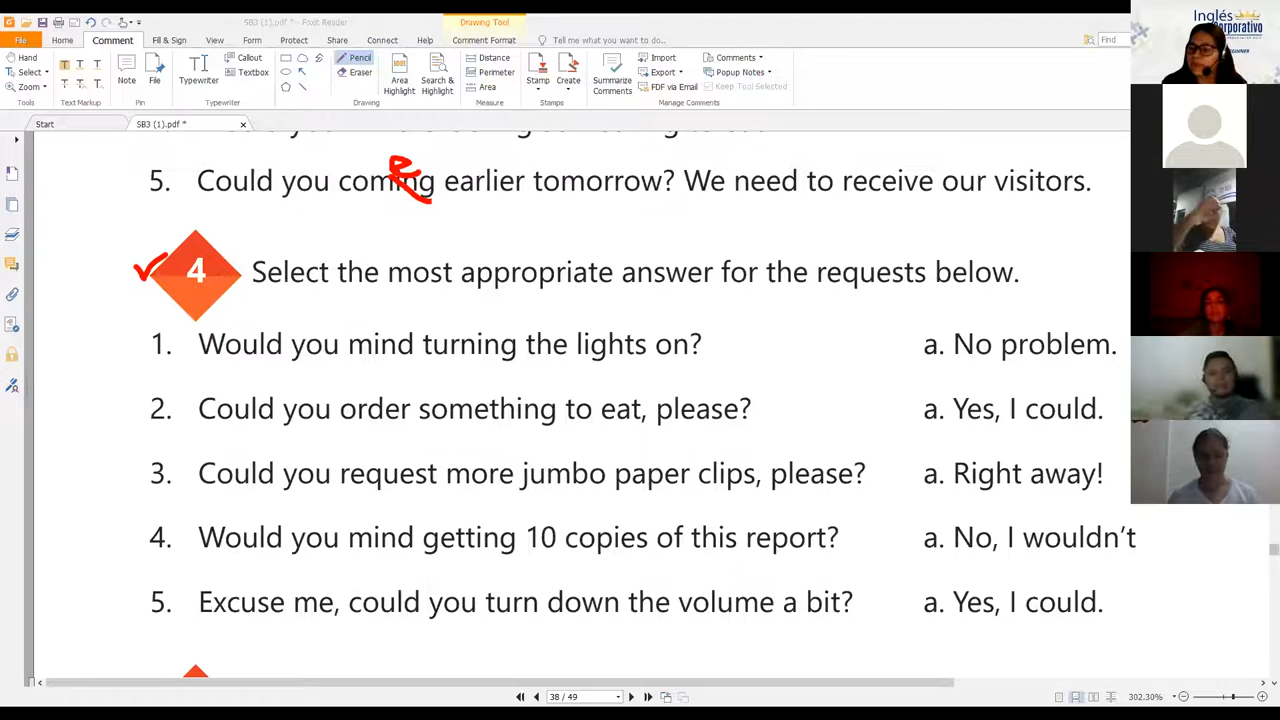 SB3 (1).pdf * - Foxit Reader
Drawing Tool
File Home Comment Fill & Sign View Form Protect Share Connect Help Comment Format Tell me what you want to do..
Find
Hand
Select
Zoom
Tools
Text Markup
Note
File
Pin
Typewriter
Callout
Textbox
Typewriter
Pencil
Eraser
Drawing
Area Highlight
Search & Highlight
Distance
Perimeter
Area
Measure
Stamp
Create
Stamps
Summarize Comments
Import
Export
FDF via Email
Comments
Popup Notes
Keep Tool Selected
Manage Comments
Inglés
Corporativo
Start
SB3 (1).pdf *
5. Could you coming earlier tomorrow? We need to receive our visitors.
e
4 Select the most appropriate answer for the requests below.
1. Would you mind turning the lights on? a. No problem.
2. Could you order something to eat, please? a. Yes, I could.
3. Could you request more jumbo paper clips, please? a. Right away!
4. Would you mind getting 10 copies of this report? a. No, I wouldn’t
5. Excuse me, could you turn down the volume a bit? a. Yes, I could.
38 / 49
302.30%